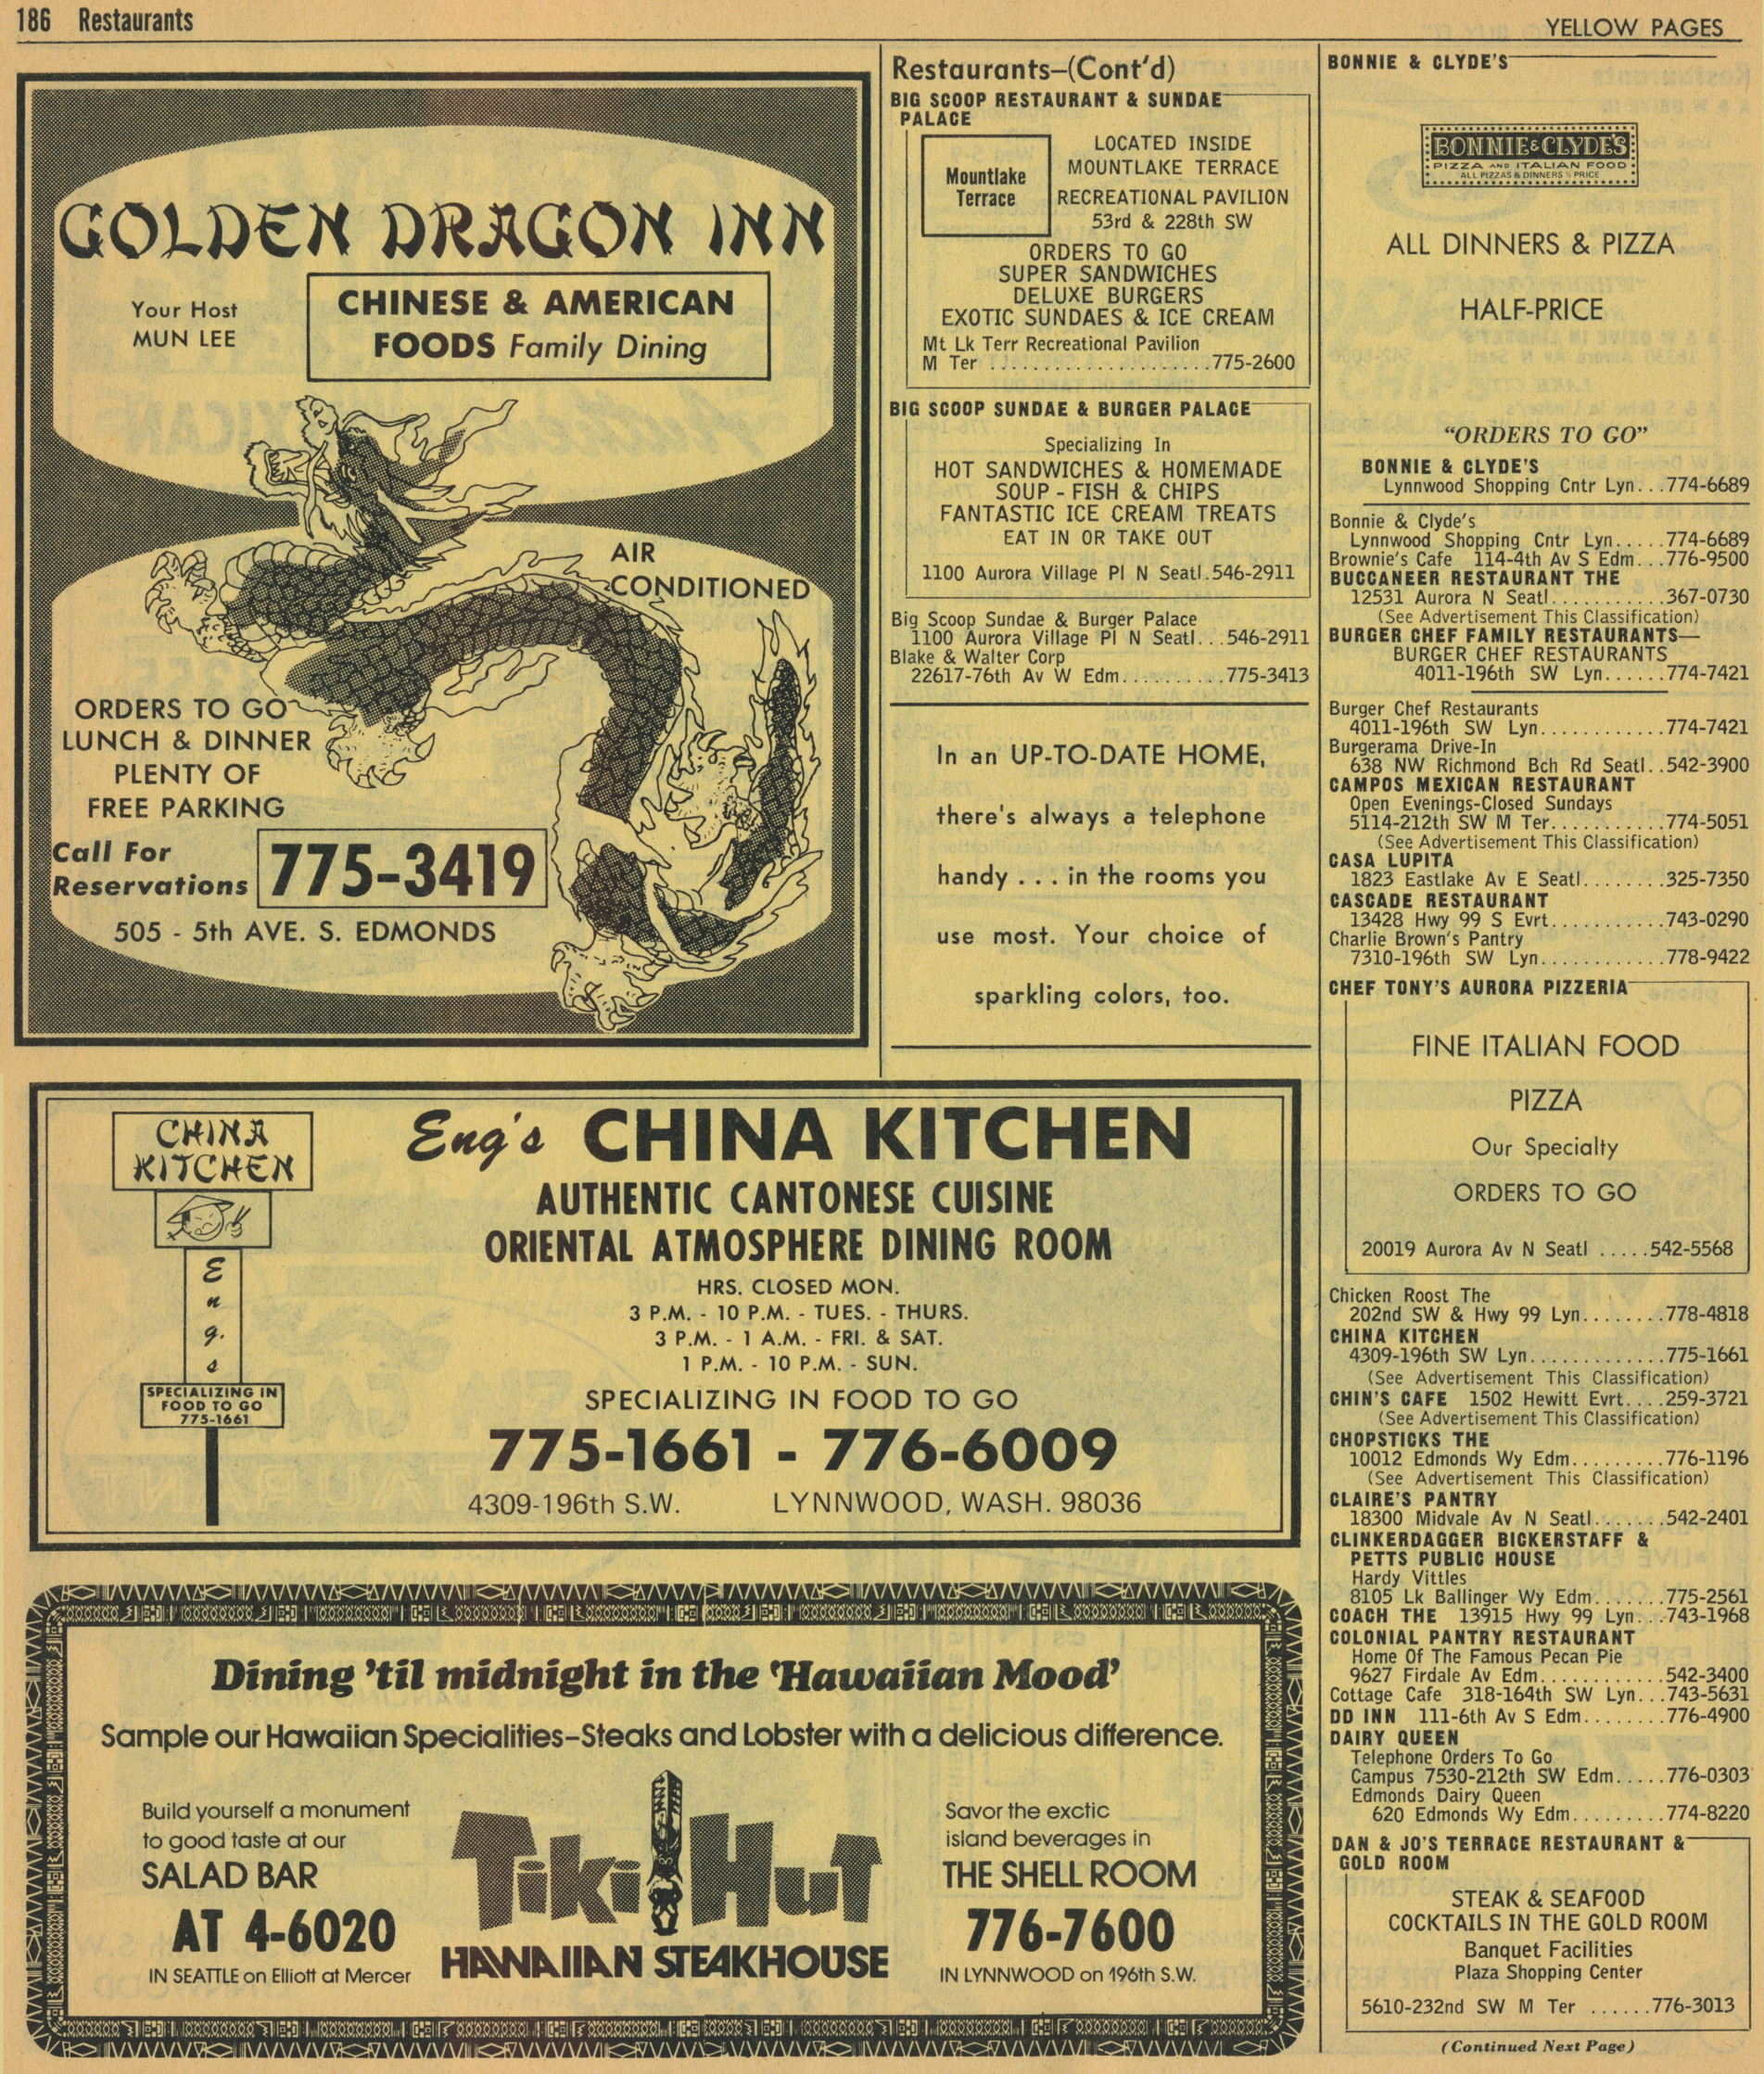 186 Restaurants
YELLOW PAGES
GOLDEN DRAGON INN
Your Host
MUN LEE
CHINESE & AMERICAN
FOODS Family Dining
AIR
CONDITIONED
ORDERS TO GO
LUNCH & DINNER
PLENTY OF
FREE PARKING
Call For
Reservations
775-3419
505 - 5th AVE. S. EDMONDS
Restaurants-(Cont'd)
BIG SCOOP RESTAURANT & SUNDAE
PALACE
Mountlake
Terrace
LOCATED INSIDE
MOUNTLAKE TERRACE
RECREATIONAL PAVILION
53rd & 228th SW
ORDERS TO GO
SUPER SANDWICHES
DELUXE BURGERS
EXOTIC SUNDAES & ICE CREAM
Mt Lk Terr Recreational Pavilion
M Ter ......................775-2600
BIG SCOOP SUNDAE & BURGER PALACE
Specializing In
HOT SANDWICHES & HOMEMADE
SOUP - FISH & CHIPS
FANTASTIC ICE CREAM TREATS
EAT IN OR TAKE OUT
1100 Aurora Village Pl N Seatl.546-2911
Big Scoop Sundae & Burger Palace
1100 Aurora Village Pl N Seatl...546-2911
Blake & Walter Corp
22617-76th Av W Edm..........775-3413
In an UP-TO-DATE HOME,
there's always a telephone
handy . . . in the rooms you
use most. Your choice of
sparkling colors, too.
CHINA
KITCHEN
E
n
g.
s
SPECIALIZING IN
FOOD TO GO
775-1661
Eng's CHINA KITCHEN
AUTHENTIC CANTONESE CUISINE
ORIENTAL ATMOSPHERE DINING ROOM
HRS. CLOSED MON.
3 P.M. - 10 P.M. - TUES. - THURS.
3 P.M. - 1 A.M. - FRI. & SAT.
1 P.M. - 10 P.M. - SUN.
SPECIALIZING IN FOOD TO GO
775-1661 - 776-6009
4309-196th S.W. LYNNWOOD, WASH. 98036
Dining 'til midnight in the 'Hawaiian Mood'
Sample our Hawaiian Specialities-Steaks and Lobster with a delicious difference.
Build yourself a monument
to good taste at our
SALAD BAR
AT 4-6020
IN SEATTLE on Elliott at Mercer
Tiki Hut
HAWAIIAN STEAKHOUSE
Savor the exctic
island beverages in
THE SHELL ROOM
776-7600
IN LYNNWOOD on 196th S.W.
BONNIE & CLYDE'S
BONNIE & CLYDE'S
PIZZA AND ITALIAN FOOD
ALL PIZZAS & DINNERS ½ PRICE
ALL DINNERS & PIZZA
HALF-PRICE
"ORDERS TO GO"
BONNIE & CLYDE'S
Lynnwood Shopping Cntr Lyn...774-6689
Bonnie & Clyde's
Lynnwood Shopping Cntr Lyn.....774-6689
Brownie's Cafe 114-4th Av S Edm...776-9500
BUCCANEER RESTAURANT THE
12531 Aurora N Seatl...........367-0730
(See Advertisement This Classification)
BURGER CHEF FAMILY RESTAURANTS—
BURGER CHEF RESTAURANTS
4011-196th SW Lyn......774-7421
Burger Chef Restaurants
4011-196th SW Lyn............774-7421
Burgerama Drive-In
638 NW Richmond Bch Rd Seatl..542-3900
CAMPOS MEXICAN RESTAURANT
Open Evenings-Closed Sundays
5114-212th SW M Ter...........774-5051
(See Advertisement This Classification)
CASA LUPITA
1823 Eastlake Av E Seatl........325-7350
CASCADE RESTAURANT
13428 Hwy 99 S Evrt...........743-0290
Charlie Brown's Pantry
7310-196th SW Lyn............778-9422
CHEF TONY'S AURORA PIZZERIA
FINE ITALIAN FOOD
PIZZA
Our Specialty
ORDERS TO GO
20019 Aurora Av N Seatl .....542-5568
Chicken Roost The
202nd SW & Hwy 99 Lyn........778-4818
CHINA KITCHEN
4309-196th SW Lyn.............775-1661
(See Advertisement This Classification)
CHIN'S CAFE 1502 Hewitt Evrt....259-3721
(See Advertisement This Classification)
CHOPSTICKS THE
10012 Edmonds Wy Edm.........776-1196
(See Advertisement This Classification)
CLAIRE'S PANTRY
18300 Midvale Av N Seatl.......542-2401
CLINKERDAGGER BICKERSTAFF &
PETTS PUBLIC HOUSE
Hardy Vittles
8105 Lk Ballinger Wy Edm.......775-2561
COACH THE 13915 Hwy 99 Lyn...743-1968
COLONIAL PANTRY RESTAURANT
Home Of The Famous Pecan Pie
9627 Firdale Av Edm............542-3400
Cottage Cafe 318-164th SW Lyn...743-5631
DD INN 111-6th Av S Edm........776-4900
DAIRY QUEEN
Telephone Orders To Go
Campus 7530-212th SW Edm.....776-0303
Edmonds Dairy Queen
620 Edmonds Wy Edm.........774-8220
DAN & JO'S TERRACE RESTAURANT &
GOLD ROOM
STEAK & SEAFOOD
COCKTAILS IN THE GOLD ROOM
Banquet Facilities
Plaza Shopping Center
5610-232nd SW M Ter ......776-3013
(Continued Next Page)